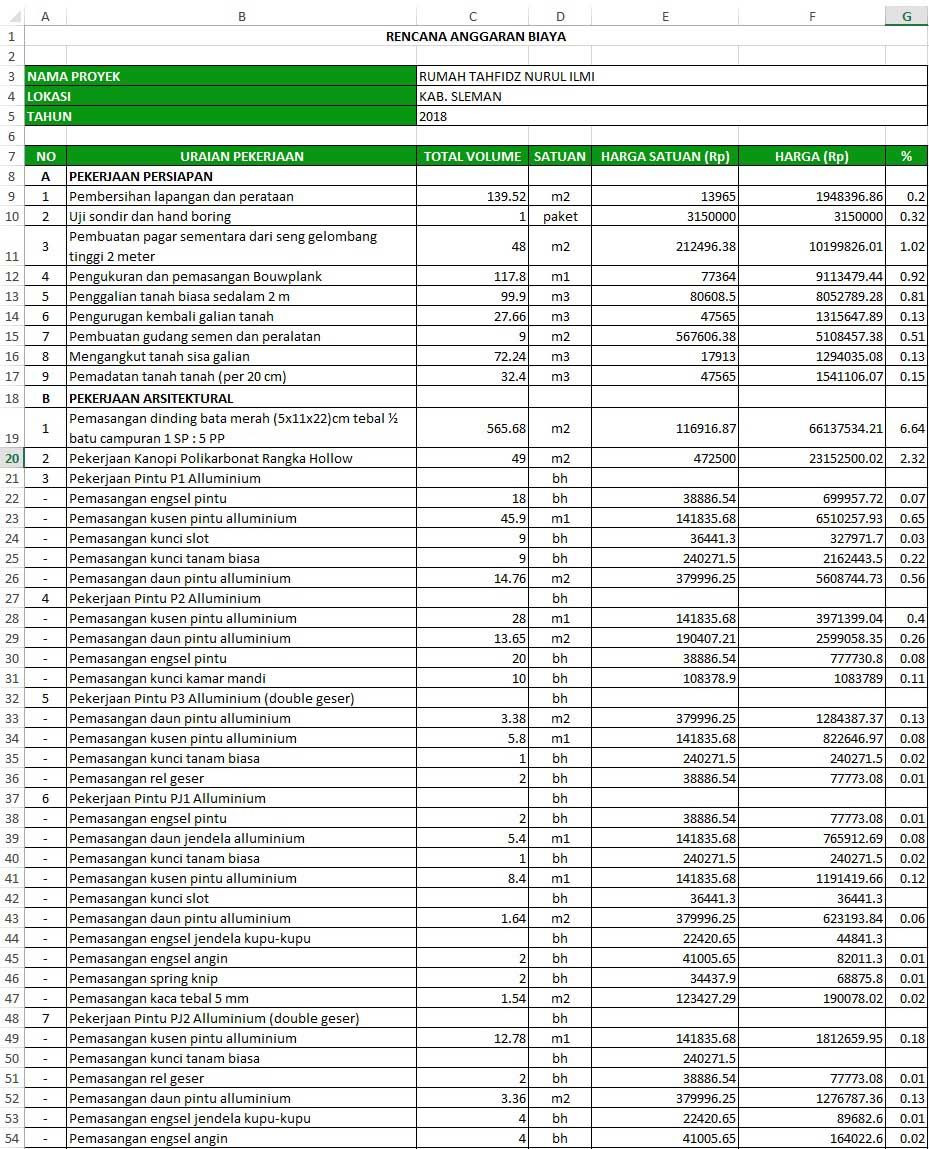 A B C D E F G
1 RENCANA ANGGARAN BIAYA
2
3 NAMA PROYEK RUMAH TAHFIDZ NURUL ILMI
4 LOKASI KAB. SLEMAN
5 TAHUN 2018
6
7 NO URAIAN PEKERJAAN TOTAL VOLUME SATUAN HARGA SATUAN (Rp) HARGA (Rp) %
8 A PEKERJAAN PERSIAPAN
9 1 Pembersihan lapangan dan perataan 139.52 m2 13965 1948396.86 0.2
10 2 Uji sondir dan hand boring 1 paket 3150000 3150000 0.32
Pembuatan pagar sementara dari seng gelombang
11 3 tinggi 2 meter 48 m2 212496.38 10199826.01 1.02
12 4 Pengukuran dan pemasangan Bouwplank 117.8 m1 77364 9113479.44 0.92
13 5 Penggalian tanah biasa sedalam 2 m 99.9 m3 80608.5 8052789.28 0.81
14 6 Pengurugan kembali galian tanah 27.66 m3 47565 1315647.89 0.13
15 7 Pembuatan gudang semen dan peralatan 9 m2 567606.38 5108457.38 0.51
16 8 Mengangkut tanah sisa galian 72.24 m3 17913 1294035.08 0.13
17 9 Pemadatan tanah tanah (per 20 cm) 32.4 m3 47565 1541106.07 0.15
18 B PEKERJAAN ARSITEKTURAL
Pemasangan dinding bata merah (5x11x22)cm tebal ½
19 1 batu campuran 1 SP : 5 PP 565.68 m2 116916.87 66137534.21 6.64
20 2 Pekerjaan Kanopi Polikarbonat Rangka Hollow 49 m2 472500 23152500.02 2.32
21 3 Pekerjaan Pintu P1 Alluminium bh
22 - Pemasangan engsel pintu 18 bh 38886.54 699957.72 0.07
23 - Pemasangan kusen pintu alluminium 45.9 m1 141835.68 6510257.93 0.65
24 - Pemasangan kunci slot 9 bh 36441.3 327971.7 0.03
25 - Pemasangan kunci tanam biasa 9 bh 240271.5 2162443.5 0.22
26 - Pemasangan daun pintu alluminium 14.76 m2 379996.25 5608744.73 0.56
27 4 Pekerjaan Pintu P2 Alluminium bh
28 - Pemasangan kusen pintu alluminium 28 m1 141835.68 3971399.04 0.4
29 - Pemasangan daun pintu alluminium 13.65 m2 190407.21 2599058.35 0.26
30 - Pemasangan engsel pintu 20 bh 38886.54 777730.8 0.08
31 - Pemasangan kunci kamar mandi 10 bh 108378.9 1083789 0.11
32 5 Pekerjaan Pintu P3 Alluminium (double geser) bh
33 - Pemasangan daun pintu alluminium 3.38 m2 379996.25 1284387.37 0.13
34 - Pemasangan kusen pintu alluminium 5.8 m1 141835.68 822646.97 0.08
35 - Pemasangan kunci tanam biasa 1 bh 240271.5 240271.5 0.02
36 - Pemasangan rel geser 2 bh 38886.54 77773.08 0.01
37 6 Pekerjaan Pintu PJ1 Alluminium bh
38 - Pemasangan engsel pintu 2 bh 38886.54 77773.08 0.01
39 - Pemasangan daun jendela alluminium 5.4 m1 141835.68 765912.69 0.08
40 - Pemasangan kunci tanam biasa 1 bh 240271.5 240271.5 0.02
41 - Pemasangan kusen pintu alluminium 8.4 m1 141835.68 1191419.66 0.12
42 - Pemasangan kunci slot bh 36441.3 36441.3
43 - Pemasangan daun pintu alluminium 1.64 m2 379996.25 623193.84 0.06
44 - Pemasangan engsel jendela kupu-kupu bh 22420.65 44841.3
45 - Pemasangan engsel angin 2 bh 41005.65 82011.3 0.01
46 - Pemasangan spring knip 2 bh 34437.9 68875.8 0.01
47 - Pemasangan kaca tebal 5 mm 1.54 m2 123427.29 190078.02 0.02
48 7 Pekerjaan Pintu PJ2 Alluminium (double geser) bh
49 - Pemasangan kusen pintu alluminium 12.78 m1 141835.68 1812659.95 0.18
50 - Pemasangan kunci tanam biasa bh 240271.5
51 - Pemasangan rel geser 2 bh 38886.54 77773.08 0.01
52 - Pemasangan daun pintu alluminium 3.36 m2 379996.25 1276787.36 0.13
53 - Pemasangan engsel jendela kupu-kupu 4 bh 22420.65 89682.6 0.01
54 - Pemasangan engsel angin 4 bh 41005.65 164022.6 0.02